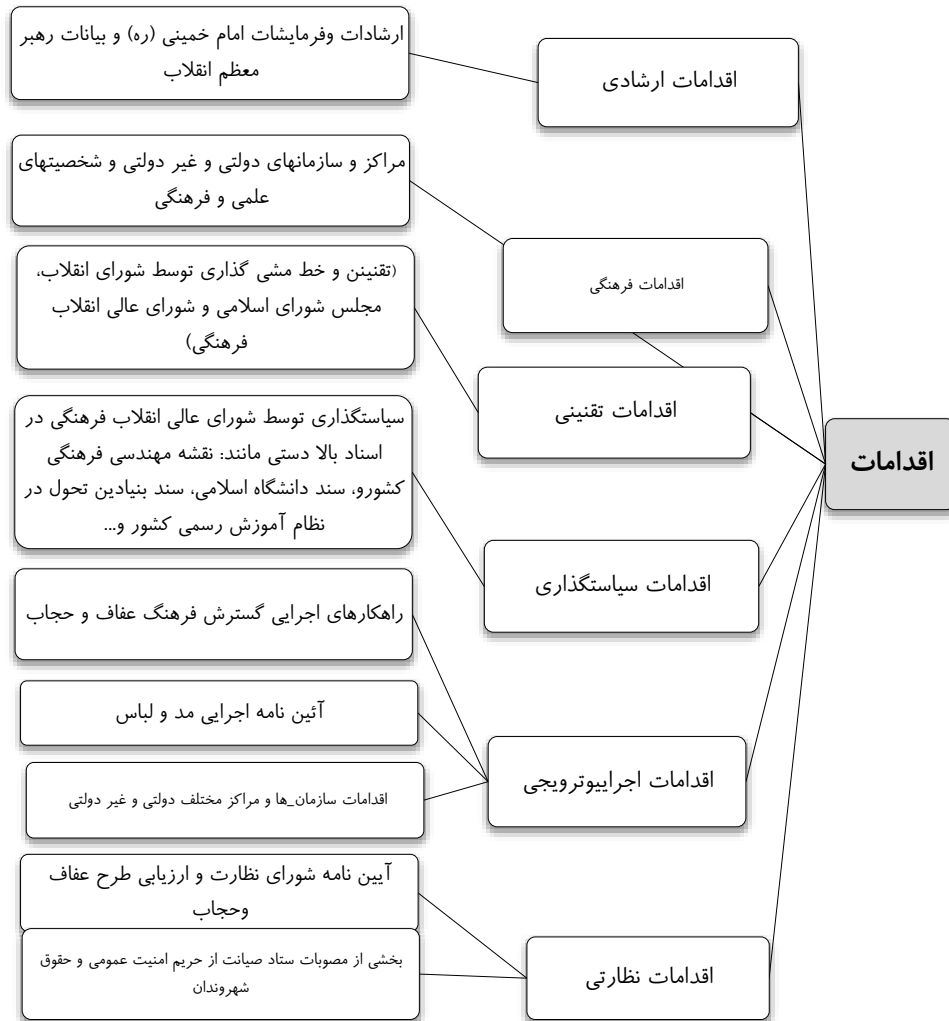 اقدامات
اقدامات ارشادی
ارشادات وفرمایشات امام خمینی (ره) و بیانات رهبر
معظم انقلاب
اقدامات فرهنگی
مراکز و سازمانهای دولتی و غیر دولتی و شخصیتهای
علمی و فرهنگی
اقدامات تقنینی
(تقنینن و خط مشی گذاری توسط شورای انقلاب،
مجلس شورای اسلامی و شورای عالی انقلاب
فرهنگی)
اقدامات سیاستگذاری
سیاستگذاری توسط شورای عالی انقلاب فرهنگی در
اسناد بالا دستی مانند: نقشه مهندسی فرهنگی
کشورو، سند دانشگاه اسلامی، سند بنیادین تحول در
نظام آموزش رسمی کشور و...
اقدامات اجراییوترویجی
راهکارهای اجرایی گسترش فرهنگ عفاف و حجاب
آئین نامه اجرایی مد و لباس
اقدامات سازمان_ها و مراکز مختلف دولتی و غیر دولتی
اقدامات نظارتی
آیین نامه شورای نظارت و ارزیابی طرح عفاف
وحجاب
بخشی از مصوبات ستاد صیانت از حریم امنیت عمومی و حقوق
شهروندان